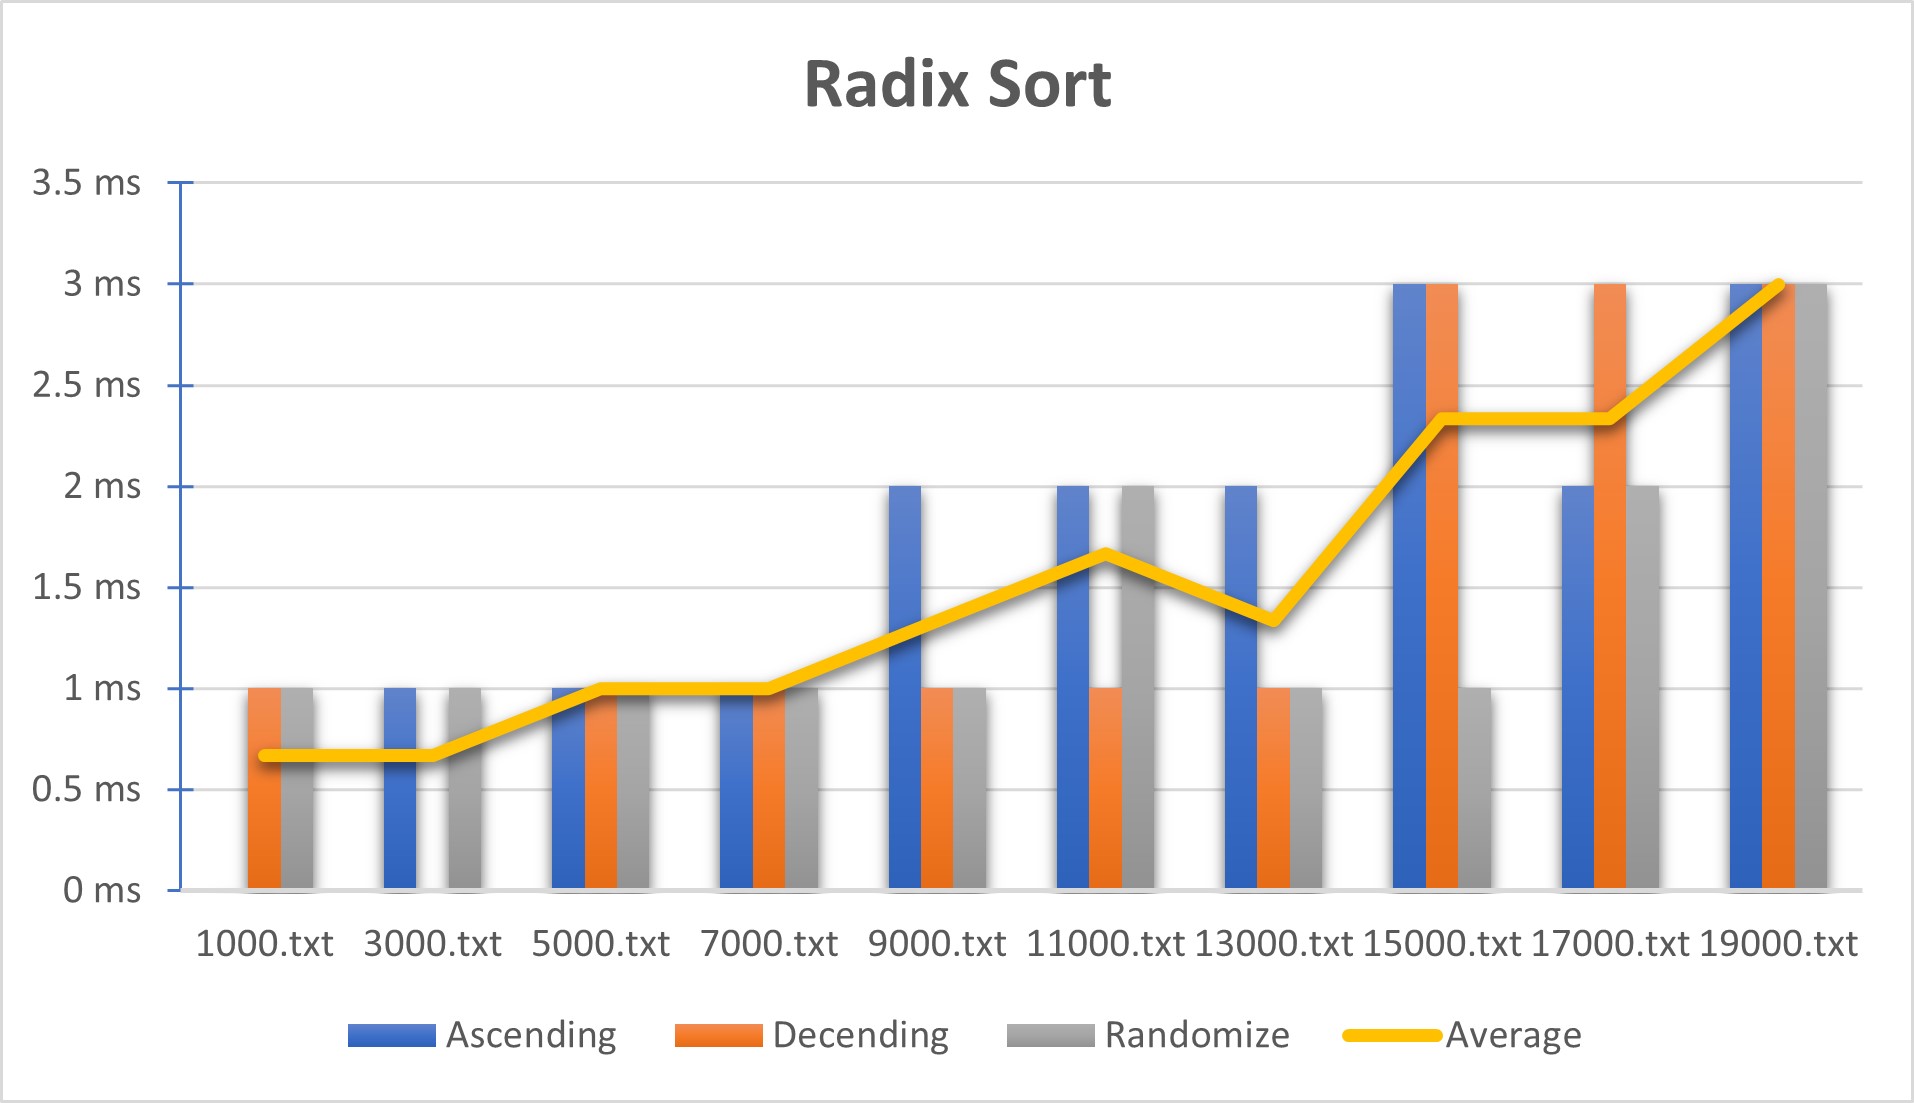 Radix Sort
3.5 ms
3 ms
2.5 ms
2 ms
1.5 ms
1 ms
0.5 ms
0 ms
1000.txt 3000.txt 5000.txt 7000.txt 9000.txt 11000.txt 13000.txt 15000.txt 17000.txt 19000.txt
Ascending Decending Randomize Average